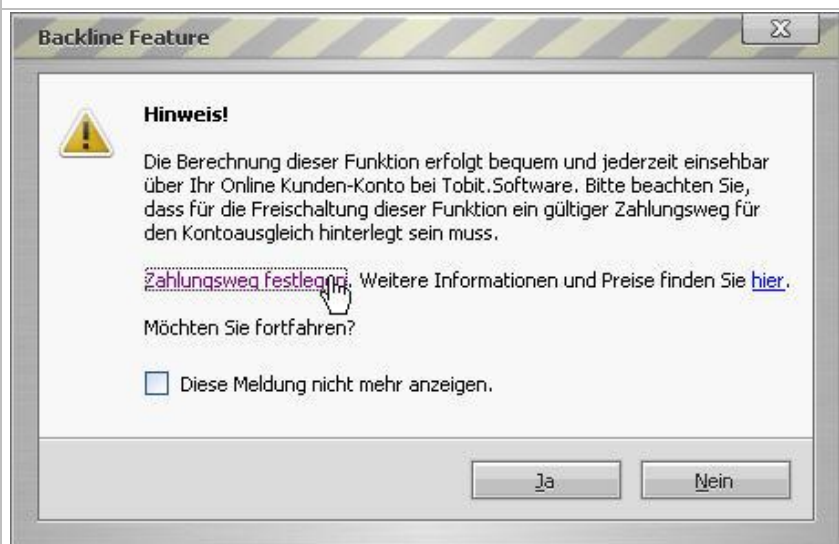 Backline Feature
Hinweis!
Die Berechnung dieser Funktion erfolgt bequem und jederzeit einsehbar
über Ihr Online Kunden-Konto bei Tobit.Software. Bitte beachten Sie,
dass für die Freischaltung dieser Funktion ein gültiger Zahlungsweg für
den Kontoausgleich hinterlegt sein muss.
Zahlungsweg festlegen. Weitere Informationen und Preise finden Sie hier.
Möchten Sie fortfahren?
Diese Meldung nicht mehr anzeigen.
Ja Nein